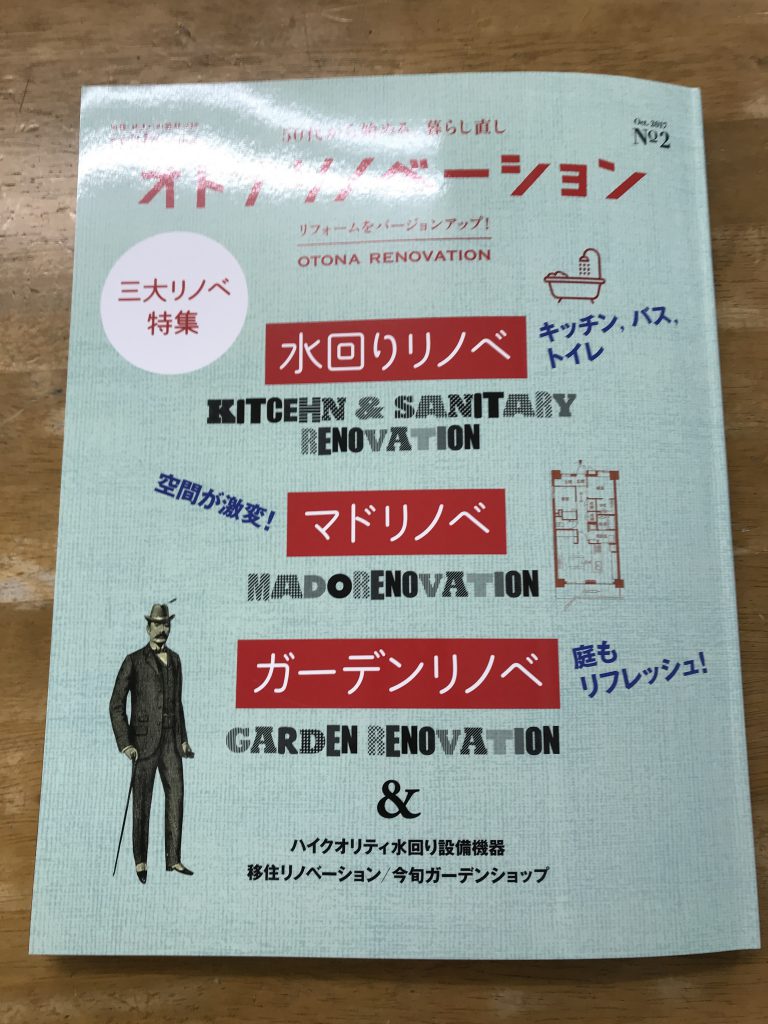 50代から始める 暮らし直し
Oct. 2017
No2
オトナリノベーション
リフォームをバージョンアップ!
OTONA RENOVATION
三大リノベ
特集
水回りリノベ
キッチン, バス,
トイレ
KITCEHN & SANITARY
RENOVATION
空間が激変!
マドリノベ
MADORENOVATION
ガーデンリノベ
庭も
リフレッシュ!
GARDEN RENOVATION
&
ハイクオリティ水回り設備機器
移住リノベーション/今旬ガーデンショップ